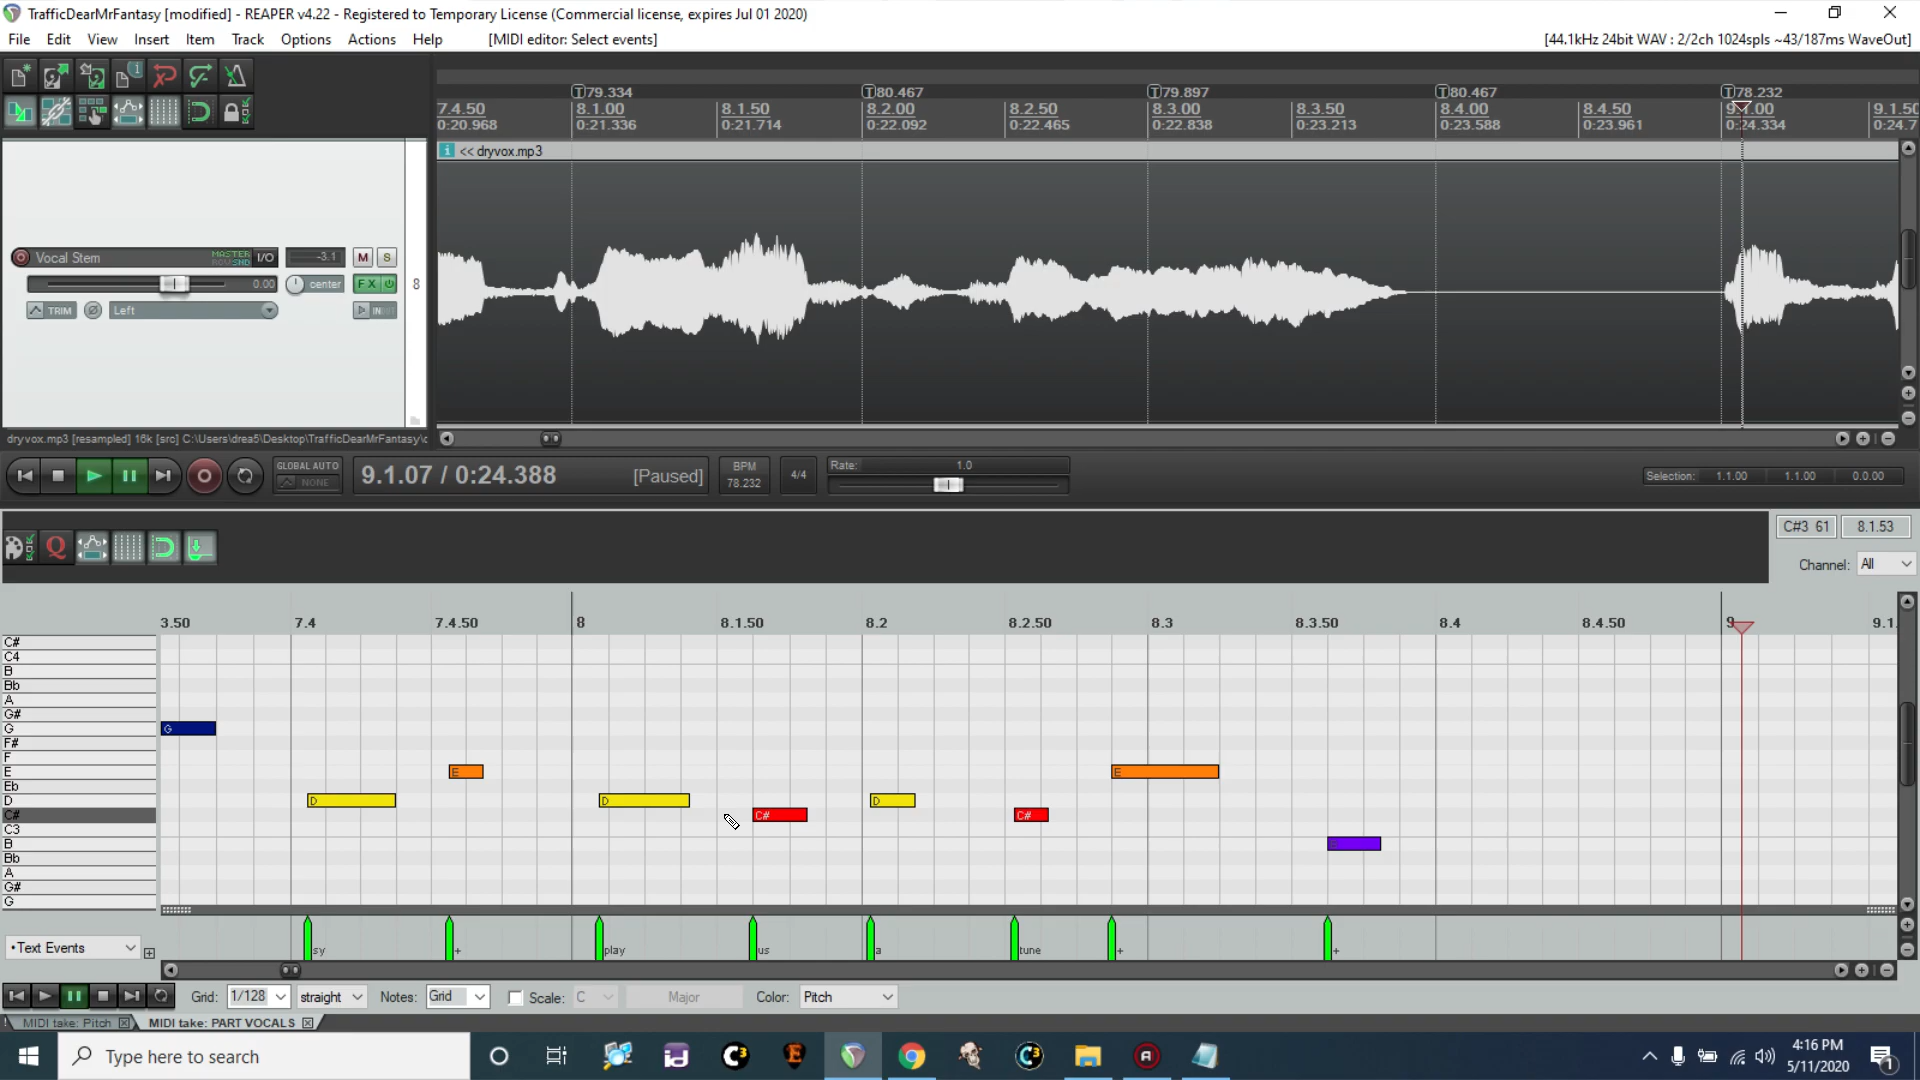 TrafficDearMrFantasy [modified] - REAPER v4.22 - Registered to Temporary License (Commercial license, expires Jul 01 2020)
File Edit View Insert Item Track Options Actions Help [MIDI editor: Select events] [44.1kHz 24bit WAV : 2/2ch 1024spls ~43/187ms WaveOut]
79.334 80.467 79.897 80.467 78.232
7.4.50 8.1.00 8.1.50 8.2.00 8.2.50 8.3.00 8.3.50 8.4.00 8.4.50 9.1.00 9.1.50
0:20.968 0:21.336 0:21.714 0:22.092 0:22.465 0:22.838 0:23.213 0:23.588 0:23.961 0:24.334 0:24.7
i << dryvox.mp3
Vocal Stem MASTER I/O -3.1 M S
0.00 center FX 8
TRIM Left IN
dryvox.mp3 [resampled] 16k [src] C:\Users\drea5\Desktop\TrafficDearMrFantasy\
GLOBAL AUTO NONE 9.1.07 / 0:24.388 [Paused] BPM 78.232 4/4 Rate: 1.0 Selection: 1.1.00 1.1.00 0.0.00
Q C#3 61 8.1.53
Channel: All
3.50 7.4 7.4.50 8 8.1.50 8.2 8.2.50 8.3 8.3.50 8.4 8.4.50 9 9.1.
C#
C4
B
Bb
A
G#
G G
F#
F
E E E
Eb
D D D D
C# C# C#
C3
B
Bb
A
G#
G
Text Events sy + play us a tune + +
Grid: 1/128 straight Notes: Grid Scale: C Major Color: Pitch
! MIDI take: Pitch MIDI take: PART VOCALS
Type here to search 4:16 PM
5/11/2020 1